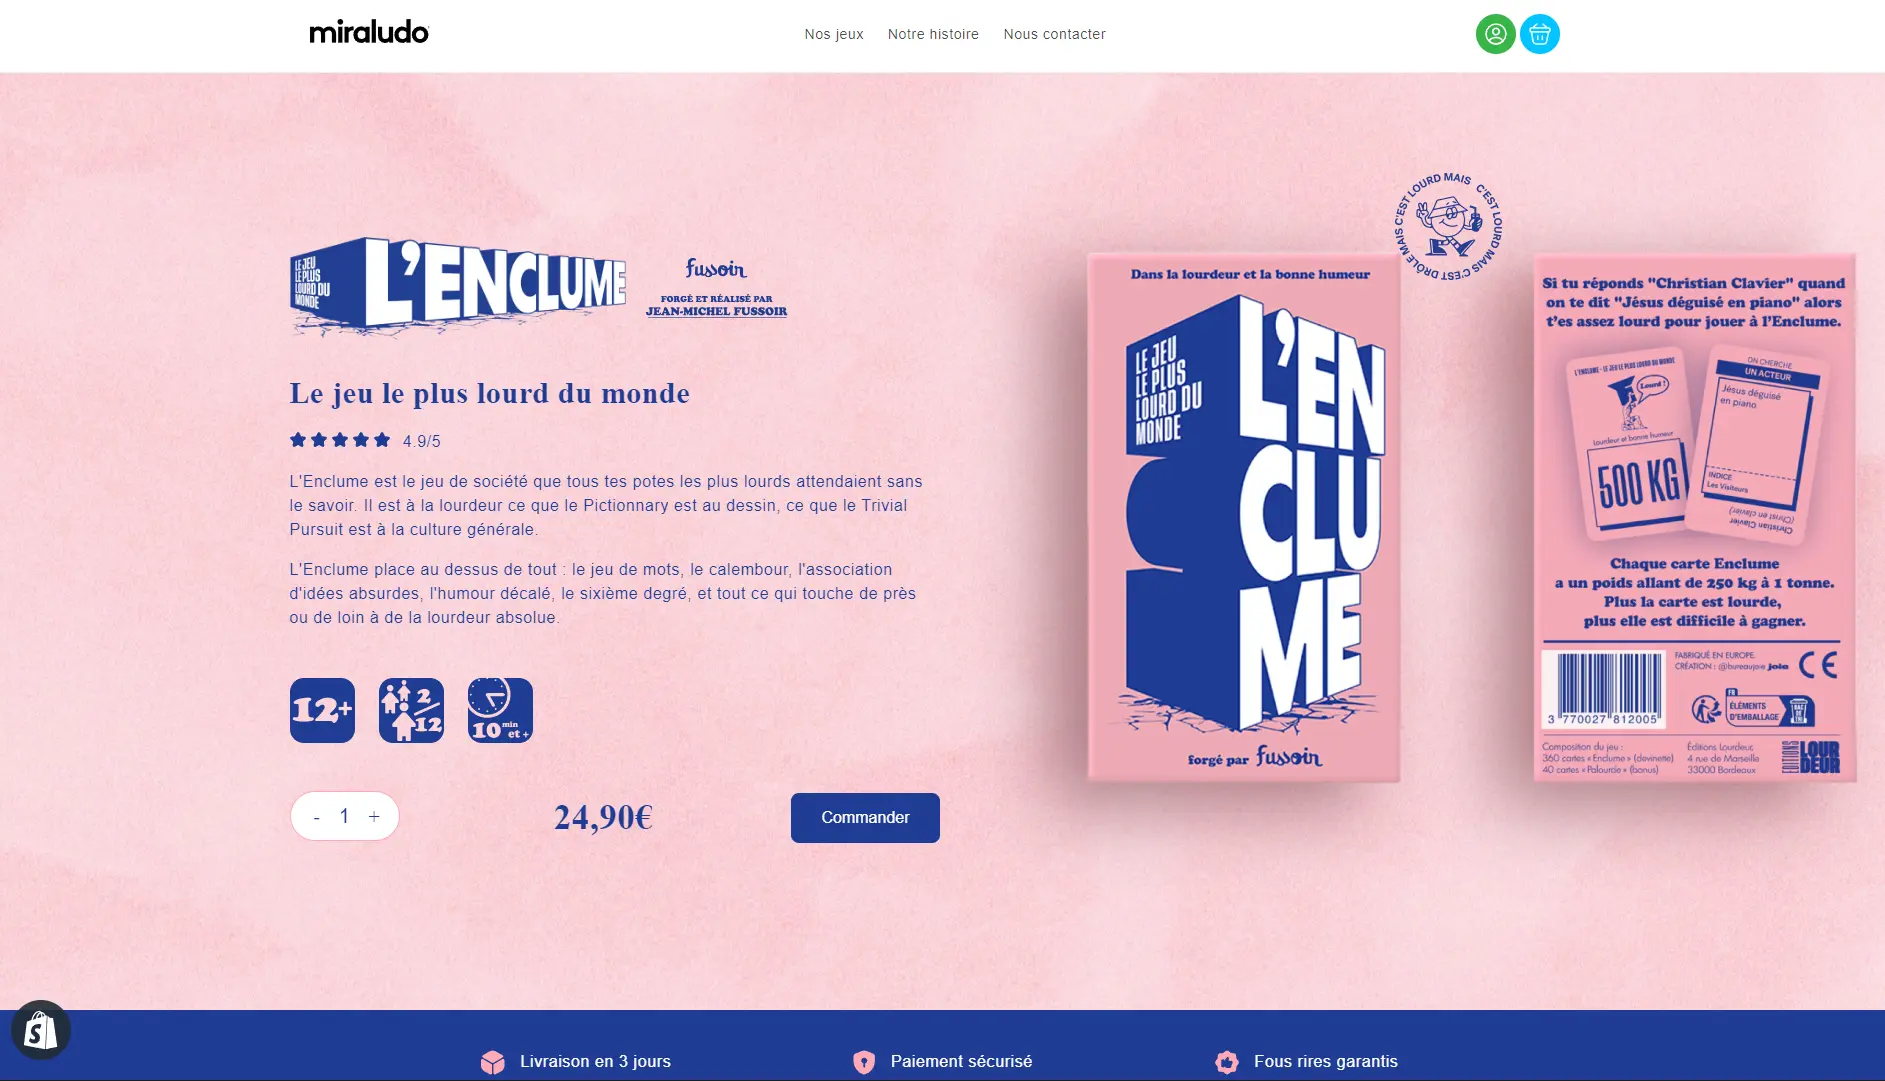 miraludo
Nos jeux
Notre histoire
Nous contacter
LE JEU
LE PLUS
LOURD DU
MONDE
L'ENCLUME
fussoir
FORGÉ ET RÉALISÉ PAR
JEAN-MICHEL FUSSOIR
Le jeu le plus lourd du monde
4.9/5
L'Enclume est le jeu de société que tous tes potes les plus lourds attendaient sans
le savoir. Il est à la lourdeur ce que le Pictionnary est au dessin, ce que le Trivial
Pursuit est à la culture générale.
L'Enclume place au dessus de tout : le jeu de mots, le calembour, l'association
d'idées absurdes, l'humour décalé, le sixième degré, et tout ce qui touche de près
ou de loin à de la lourdeur absolue.
12+
2/12
10 min et +
- 1 +
24,90€
Commander
C'EST LOURD MAIS C'EST LOURD MAIS C'EST DRÔLE MAIS
Dans la lourdeur et la bonne humeur
LE JEU
LE PLUS
LOURD DU
MONDE
L'EN
CLU
ME
forgé par fussoir
Si tu réponds "Christian Clavier" quand
on te dit "Jésus déguisé en piano" alors
t'es assez lourd pour jouer à l'Enclume.
L'ENCLUME - LE JEU LE PLUS LOURD DU MONDE
Lourd !
lourdeur et bonne humeur
500 KG
ON CHERCHE
UN ACTEUR
Jésus déguisé
en piano
INDICE
Les Visiteurs
(Christ en clavier)
Christian Clavier
Chaque carte Enclume
a un poids allant de 250 kg à 1 tonne.
Plus la carte est lourde,
plus elle est difficile à gagner.
3 770027 812005
FABRIQUÉ EN EUROPE.
CRÉATION : @bureaujoie joie
CE
FR
ÉLÉMENTS
D'EMBALLAGE
BAC
DE TRI
Composition du jeu :
360 cartes « Enclume » (devinette)
40 cartes « Palourde » (bonus)
Éditions Lourdeur,
4 rue de Marseille
33000 Bordeaux
ÉDITIONS
LOUR
DEUR
Livraison en 3 jours
Paiement sécurisé
Fous rires garantis